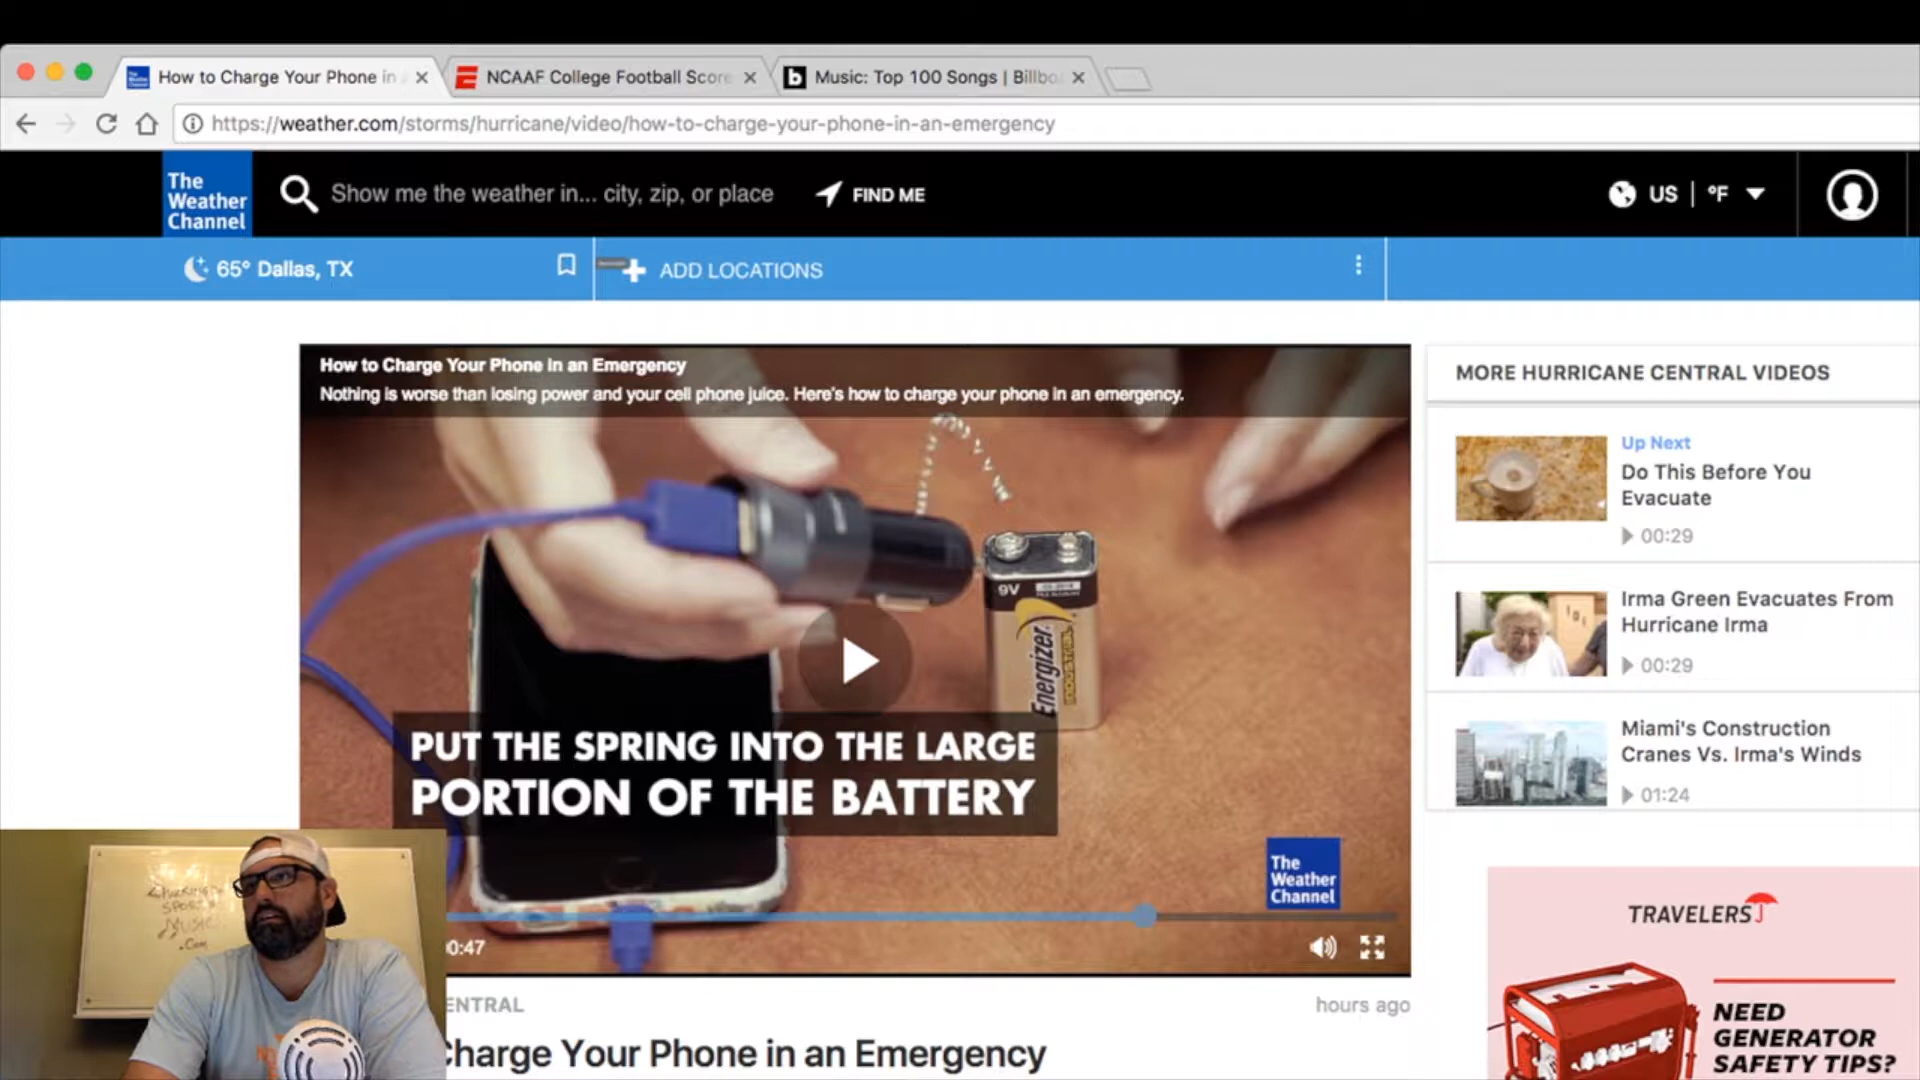 How to Charge Your Phone in
NCAAF College Football Score
Music: Top 100 Songs | Billbo
https://weather.com/storms/hurricane/video/how-to-charge-your-phone-in-an-emergency
The
Weather
Channel
Show me the weather in... city, zip, or place
FIND ME
US | °F
65° Dallas, TX
ADD LOCATIONS
How to Charge Your Phone in an Emergency
Nothing is worse than losing power and your cell phone juice. Here's how to charge your phone in an emergency.
9V
Energizer
INDUSTRIAL
PUT THE SPRING INTO THE LARGE
PORTION OF THE BATTERY
The
Weather
Channel
0:47
MORE HURRICANE CENTRAL VIDEOS
Up Next
Do This Before You
Evacuate
00:29
Irma Green Evacuates From
Hurricane Irma
00:29
Miami's Construction
Cranes Vs. Irma's Winds
01:24
SPORTS
MUSIC
.Com
ENTRAL
hours ago
Charge Your Phone in an Emergency
TRAVELERS
NEED
GENERATOR
SAFETY TIPS?